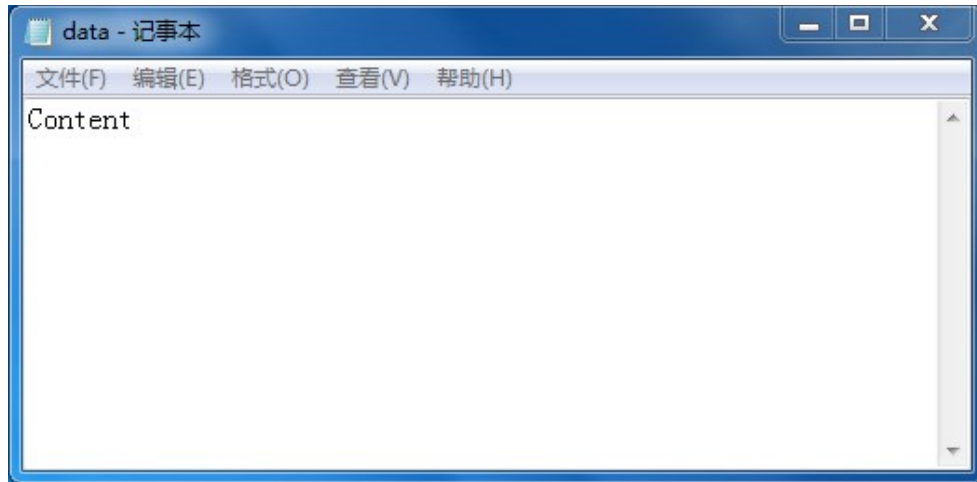 data - 记事本
文件(F) 编辑(E) 格式(O) 查看(V) 帮助(H)
Content